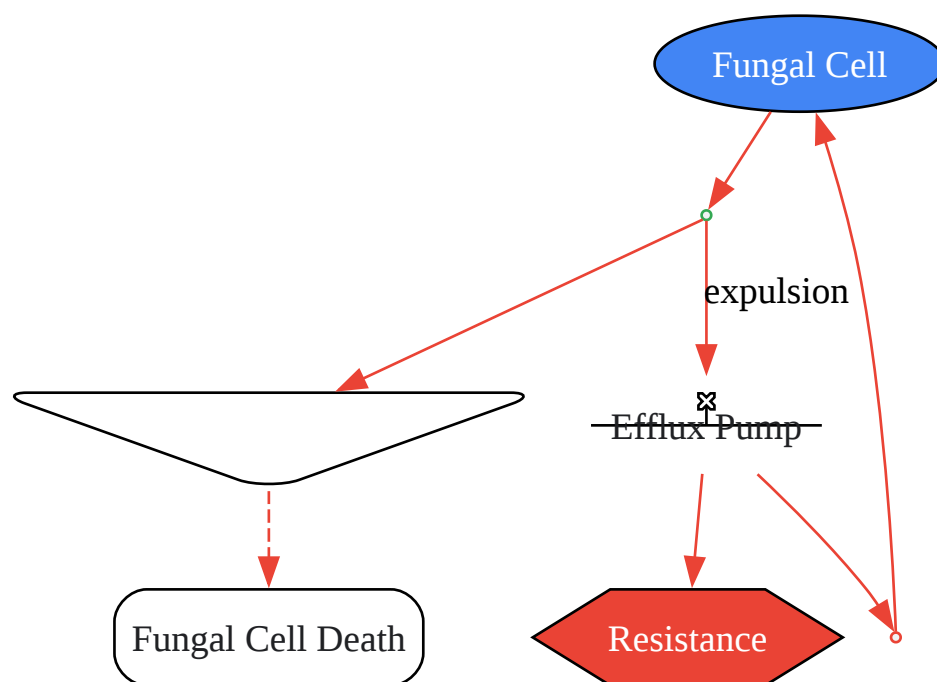 Fungal Cell
expulsion
Efflux Pump
Fungal Cell Death
Resistance